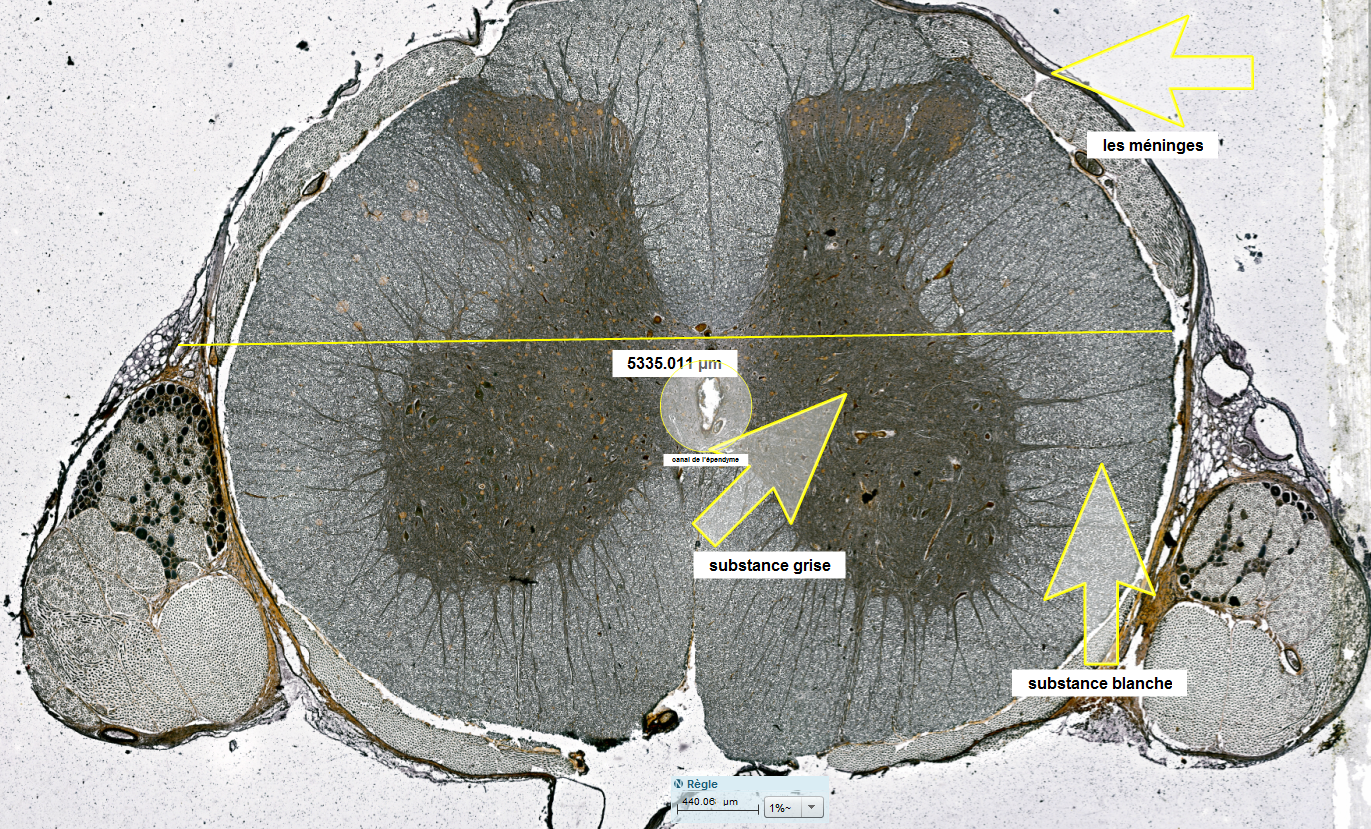 les méninges
5335.011 µm
canal de l'épendyme
substance grise
substance blanche
Règle
440.06 µm
1%~